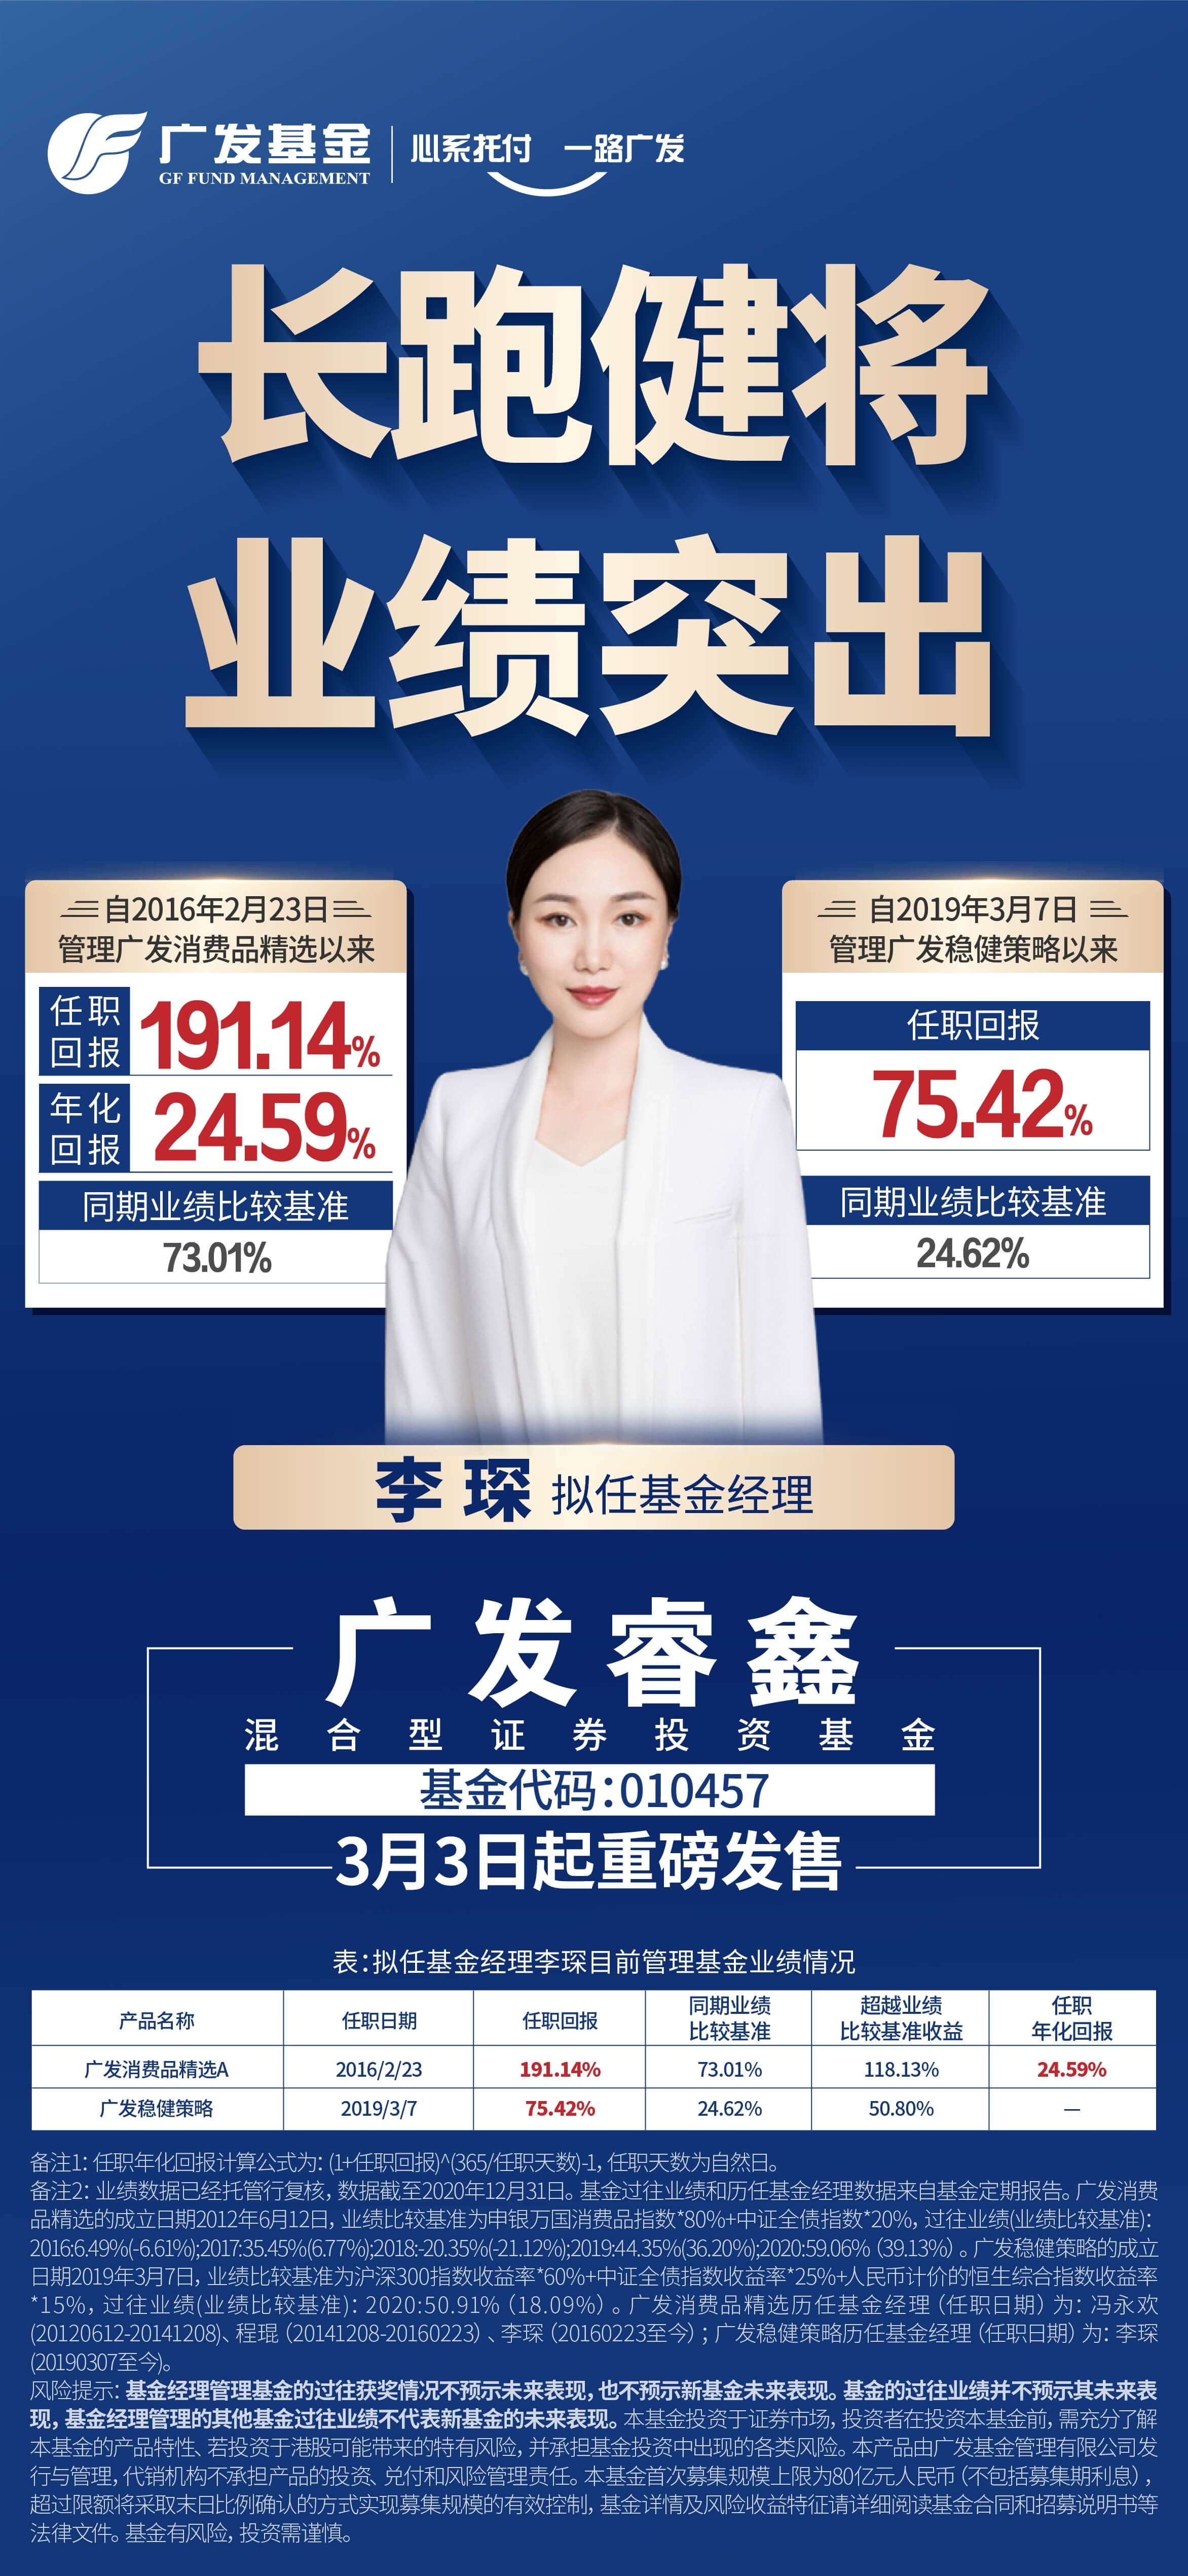 广发基金
GF FUND MANAGEMENT
心系托付 一路广发
长跑健将
业绩突出
自2016年2月23日
管理广发消费品精选以来
任职回报
191.14%
年化回报
24.59%
同期业绩比较基准
73.01%
自2019年3月7日
管理广发稳健策略以来
任职回报
75.42%
同期业绩比较基准
24.62%
李琛 拟任基金经理
广发睿鑫
混合型证券投资基金
基金代码:010457
3月3日起重磅发售
表:拟任基金经理李琛目前管理基金业绩情况
产品名称 任职日期 任职回报 同期业绩比较基准 超越业绩比较基准收益 任职年化回报
广发消费品精选A 2016/2/23 191.14% 73.01% 118.13% 24.59%
广发稳健策略 2019/3/7 75.42% 24.62% 50.80% —
备注1:任职年化回报计算公式为:(1+任职回报)^(365/任职天数)-1,任职天数为自然日。
备注2:业绩数据已经托管行复核,数据截至2020年12月31日。基金过往业绩和历任基金经理数据来自基金定期报告。广发消费
品精选的成立日期2012年6月12日,业绩比较基准为申银万国消费品指数*80%+中证全债指数*20%,过往业绩(业绩比较基准):
2016:6.49%(-6.61%);2017:35.45%(6.77%);2018:-20.35%(-21.12%);2019:44.35%(36.20%);2020:59.06%(39.13%)。广发稳健策略的成立
日期2019年3月7日,业绩比较基准为沪深300指数收益率*60%+中证全债指数收益率*25%+人民币计价的恒生综合指数收益率
*15%,过往业绩(业绩比较基准):2020:50.91%(18.09%)。广发消费品精选历任基金经理(任职日期)为:冯永欢
(20120612-20141208)、程琨(20141208-20160223)、李琛(20160223至今);广发稳健策略历任基金经理(任职日期)为:李琛
(20190307至今)。
风险提示:基金经理管理基金的过往获奖情况不预示未来表现,也不预示新基金未来表现。基金的过往业绩并不预示其未来表
现,基金经理管理的其他基金过往业绩不代表新基金的未来表现。本基金投资于证券市场,投资者在投资本基金前,需充分了解
本基金的产品特性、若投资于港股可能带来的特有风险,并承担基金投资中出现的各类风险。本产品由广发基金管理有限公司发
行与管理,代销机构不承担产品的投资、兑付和风险管理责任。本基金首次募集规模上限为80亿元人民币(不包括募集期利息),
超过限额将采取末日比例确认的方式实现募集规模的有效控制,基金详情及风险收益特征请详细阅读基金合同和招募说明书等
法律文件。基金有风险,投资需谨慎。